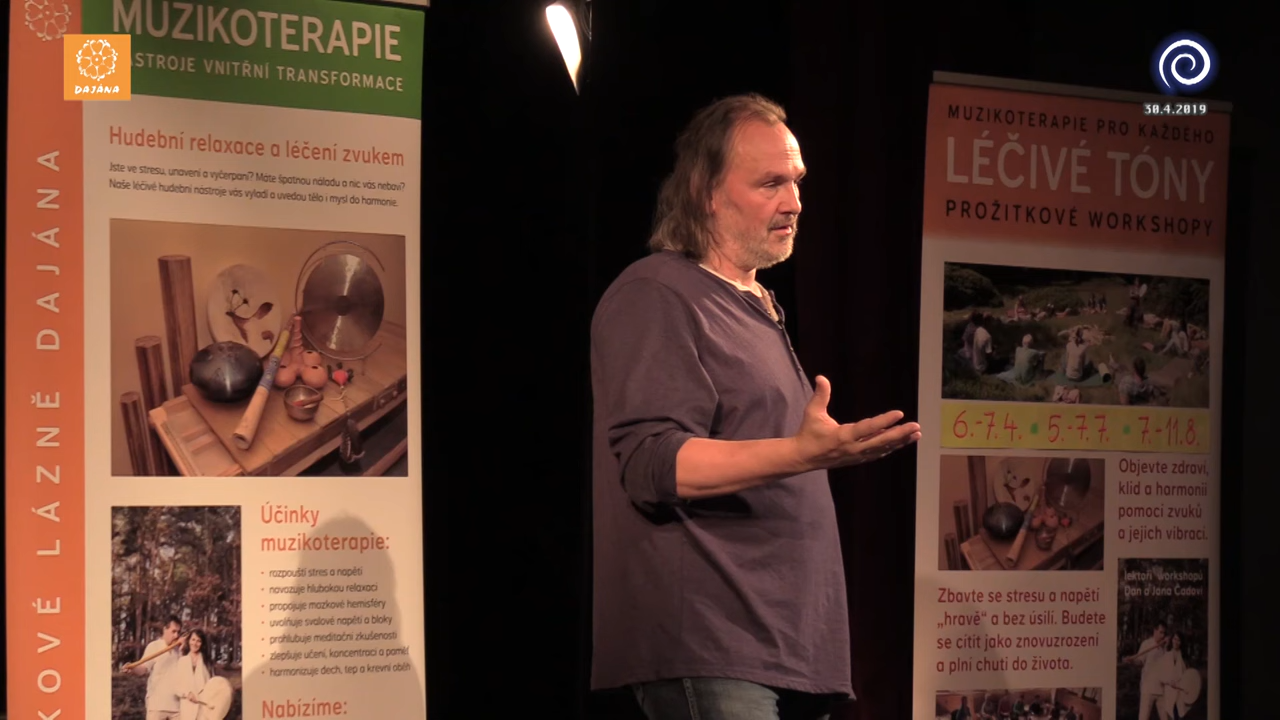 MUZIKOTERAPIE
STROJE VNITŘNÍ TRANSFORMACE
DAJÁNA
KOVÉ LÁZNĚ DAJÁNA
Hudební relaxace a léčení zvukem
Jste ve stresu, unavení a vyčerpaní? Máte špatnou náladu a nic vás nebaví?
Naše léčivé hudební nástroje vás vyladí a uvedou tělo i mysl do harmonie.
Účinky
muzikoterapie:
• rozpouští stres a napětí
• navozuje hlubokou relaxaci
• propojuje mozkové hemisféry
• uvolňuje svalové napětí a bloky
• prohlubuje meditační zkušenosti
• zlepšuje učení, koncentraci a paměť
• harmonizuje dech, tep a krevní oběh
Nabízíme:
30.4.2019
MUZIKOTERAPIE PRO KAŽDÉHO
LÉČIVÉ TÓNY
PROŽITKOVÉ WORKSHOPY
6.-7.4. • 5.-7.7. • 7.-11.8.
Objevte zdraví,
klid a harmonii
pomocí zvuků
a jejich vibrací.
Zbavte se stresu a napětí
„hravě“ a bez úsilí. Budete
se cítit jako znovuzrození
a plní chuti do života.
lektoři workshopů
Dan a Jana Čadovi